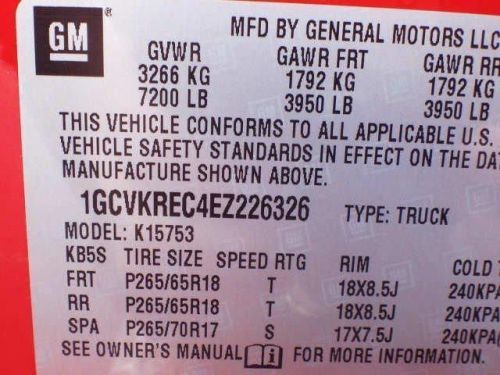 GM
MFD BY GENERAL MOTORS LLC
GVWR GAWR FRT GAWR RR
3266 KG 1792 KG 1792 KG
7200 LB 3950 LB 3950 LB
THIS VEHICLE CONFORMS TO ALL APPLICABLE U.S.
VEHICLE SAFETY STANDARDS IN EFFECT ON THE DAT
MANUFACTURE SHOWN ABOVE.
1GCVKREC4EZ226326 TYPE: TRUCK
MODEL: K15753
KB5S TIRE SIZE SPEED RTG RIM COLD T
FRT P265/65R18 T 18X8.5J 240KPA
RR P265/65R18 T 18X8.5J 240KPA
SPA P265/70R17 S 17X7.5J 240KPA(
SEE OWNER'S MANUAL i FOR MORE INFORMATION.